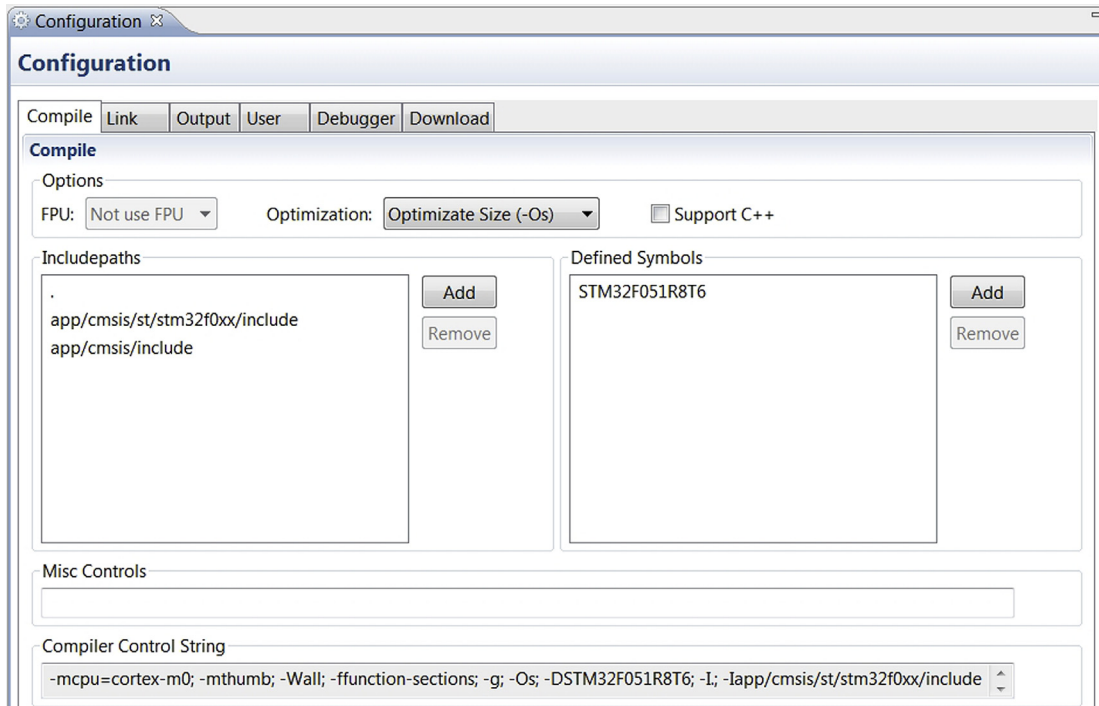 Configuration
Configuration
Compile Link Output User Debugger Download
Compile
Options
FPU: Not use FPU Optimization: Optimizate Size (-Os) Support C++
Includepaths
.
app/cmsis/st/stm32f0xx/include
app/cmsis/include
Add
Remove
Defined Symbols
STM32F051R8T6
Add
Remove
Misc Controls
Compiler Control String
-mcpu=cortex-m0; -mthumb; -Wall; -ffunction-sections; -g; -Os; -DSTM32F051R8T6; -I.; -Iapp/cmsis/st/stm32f0xx/include